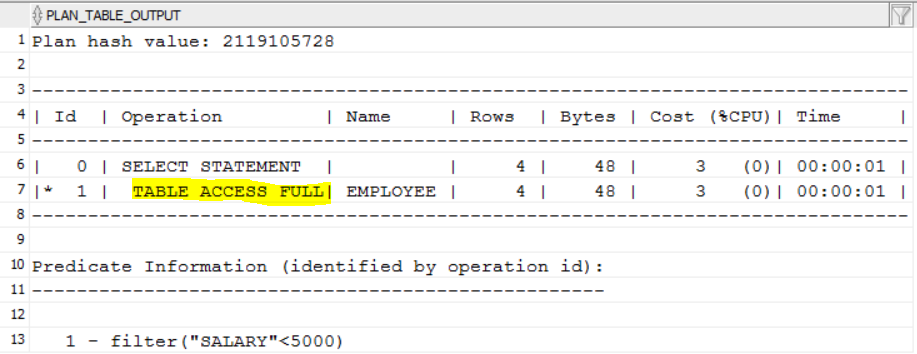 PLAN_TABLE_OUTPUT
1 Plan hash value: 2119105728
2
3 --------------------------------------------------------------------------------
4 | Id | Operation | Name | Rows | Bytes | Cost (%CPU)| Time |
5 --------------------------------------------------------------------------------
6 | 0 | SELECT STATEMENT | | 4 | 48 | 3 (0)| 00:00:01 |
7 |* 1 | TABLE ACCESS FULL| EMPLOYEE | 4 | 48 | 3 (0)| 00:00:01 |
8 --------------------------------------------------------------------------------
9
10 Predicate Information (identified by operation id):
11 ---------------------------------------------------
12
13 1 - filter("SALARY"<5000)